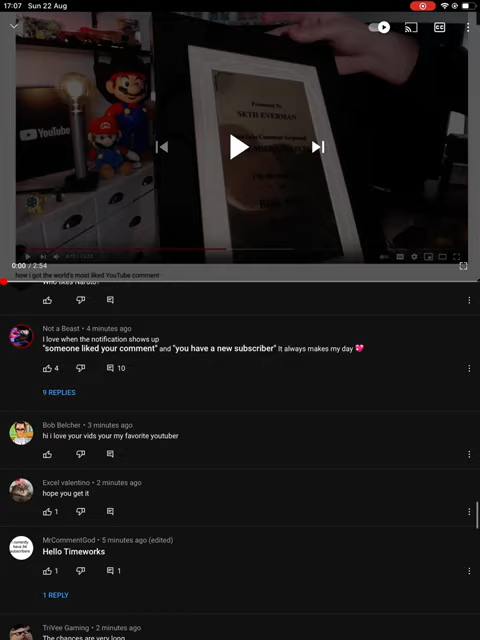 17:07 Sun 22 Aug
YouTube
SETH EVERMAN
0:00 / 2:54
how i got the world's most liked YouTube comment
Who likes Naruto?
Not a Beast • 4 minutes ago
I love when the notification shows up
"someone liked your comment" and "you have a new subscriber" It always makes my day 💖
4
10
9 REPLIES
Bob Belcher • 3 minutes ago
hi i love your vids your my favorite youtuber
Excel valentino • 2 minutes ago
hope you get it
1
MrCommentGod • 5 minutes ago (edited)
Hello Timeworks
1
1
1 REPLY
TriVee Gaming • 2 minutes ago
The chances are very long